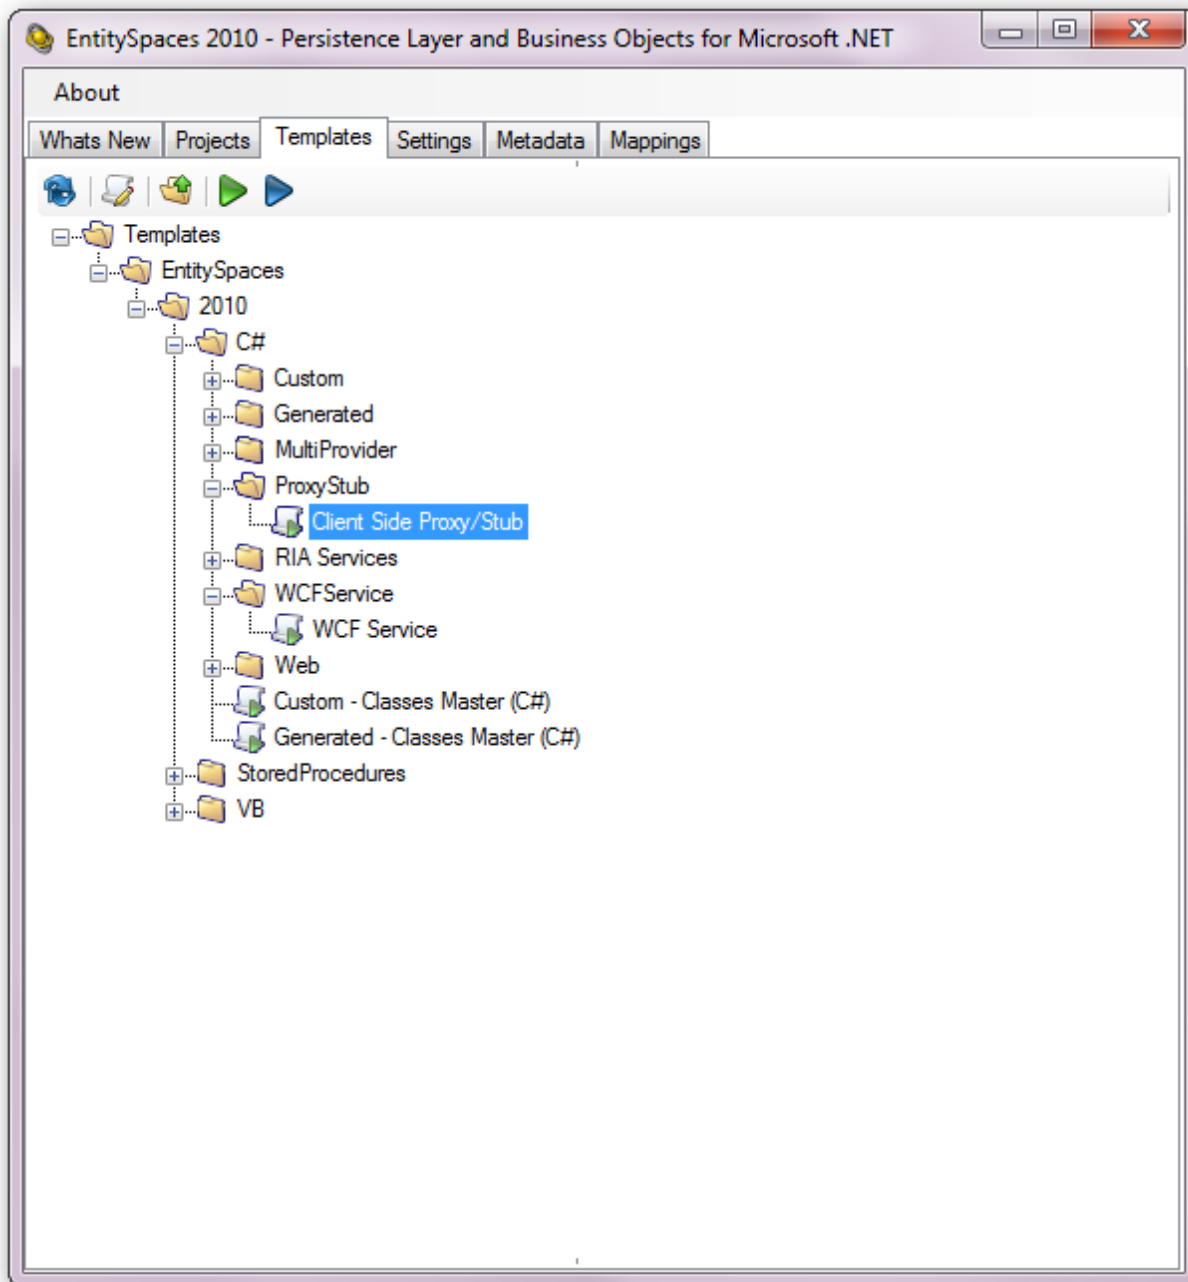 EntitySpaces 2010 - Persistence Layer and Business Objects for Microsoft .NET
About
Whats New Projects Templates Settings Metadata Mappings
Templates
EntitySpaces
2010
C#
Custom
Generated
MultiProvider
ProxyStub
Client Side Proxy/Stub
RIA Services
WCFService
WCF Service
Web
Custom - Classes Master (C#)
Generated - Classes Master (C#)
StoredProcedures
VB